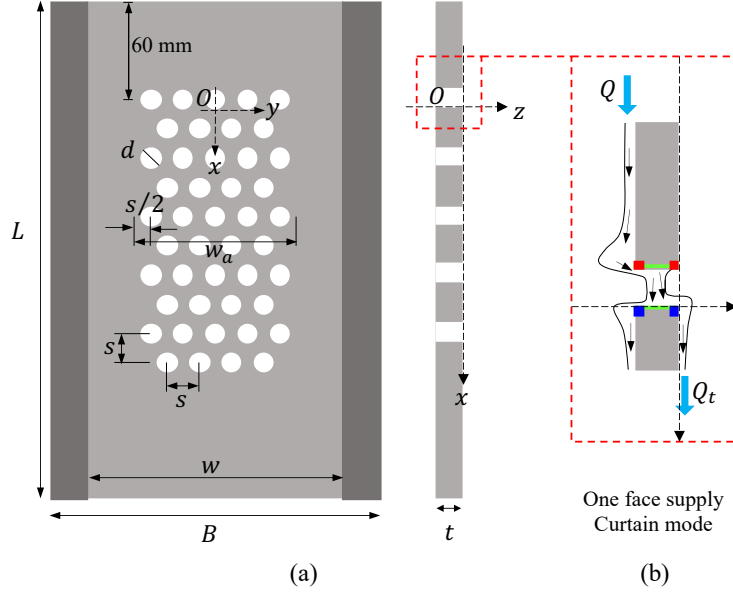 60 mm
O
y
z
O
Q
d
x
s/2
L
w_a
s
s
x
Q_t
w
B
t
One face supply
Curtain mode
(a)
(b)